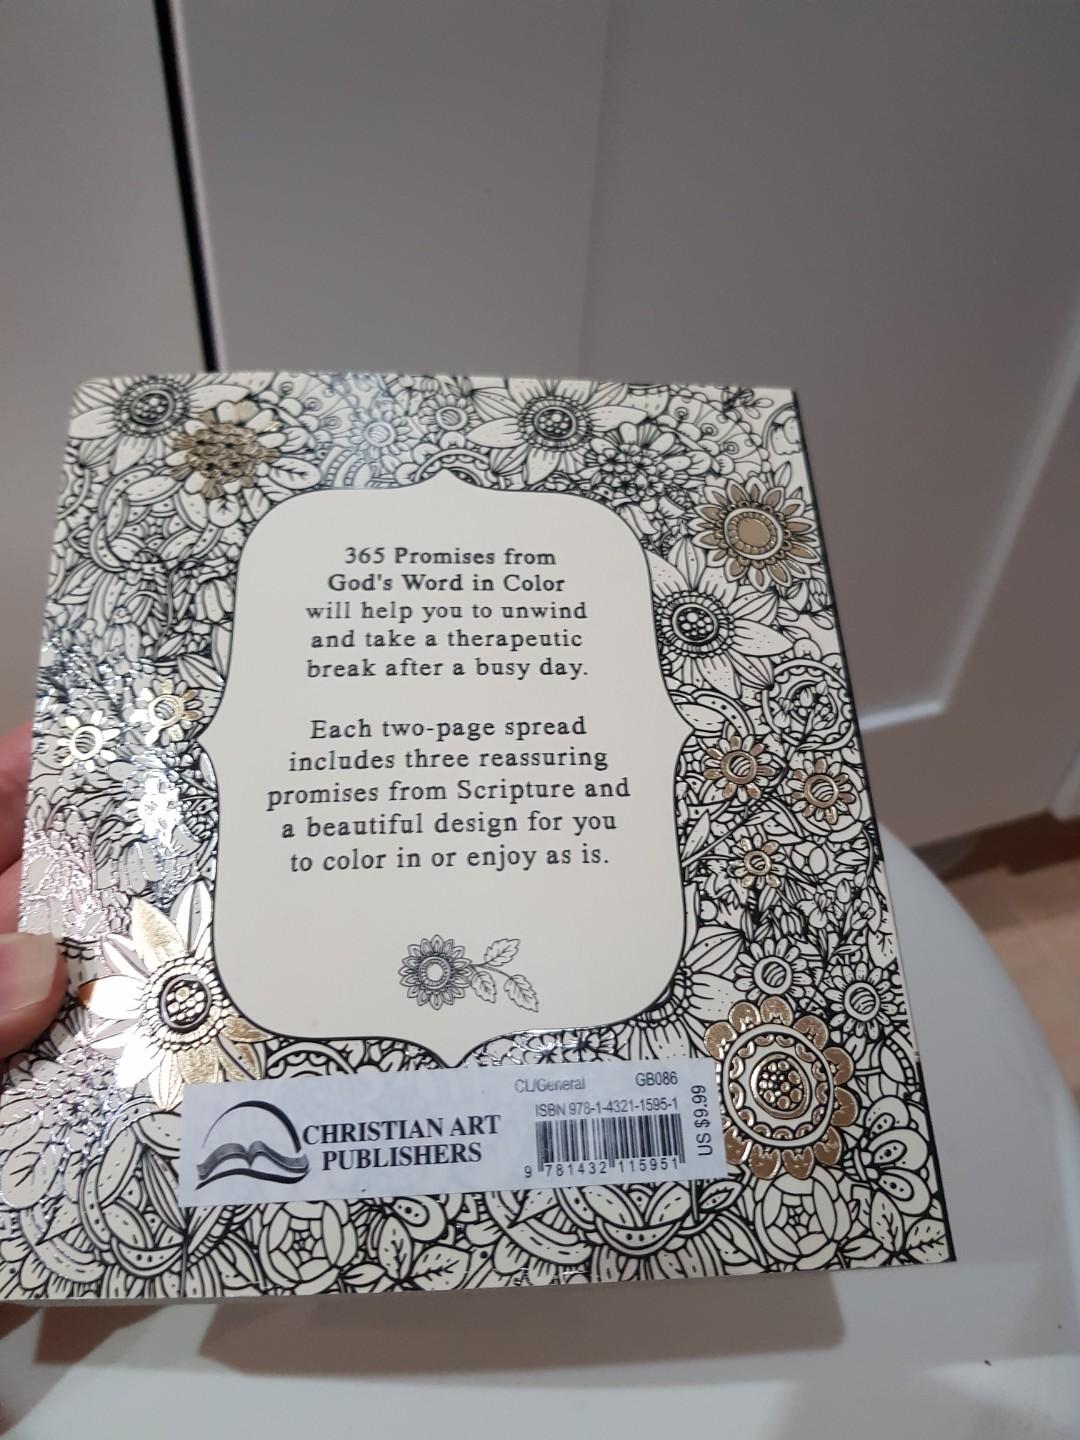 365 Promises from
God's Word in Color
will help you to unwind
and take a therapeutic
break after a busy day.
Each two-page spread
includes three reassuring
promises from Scripture and
a beautiful design for you
to color in or enjoy as is.
CHRISTIAN ART
PUBLISHERS
CL/General GB086
ISBN 978-1-4321-1595-1
9 781432 115951
US $ 6.99